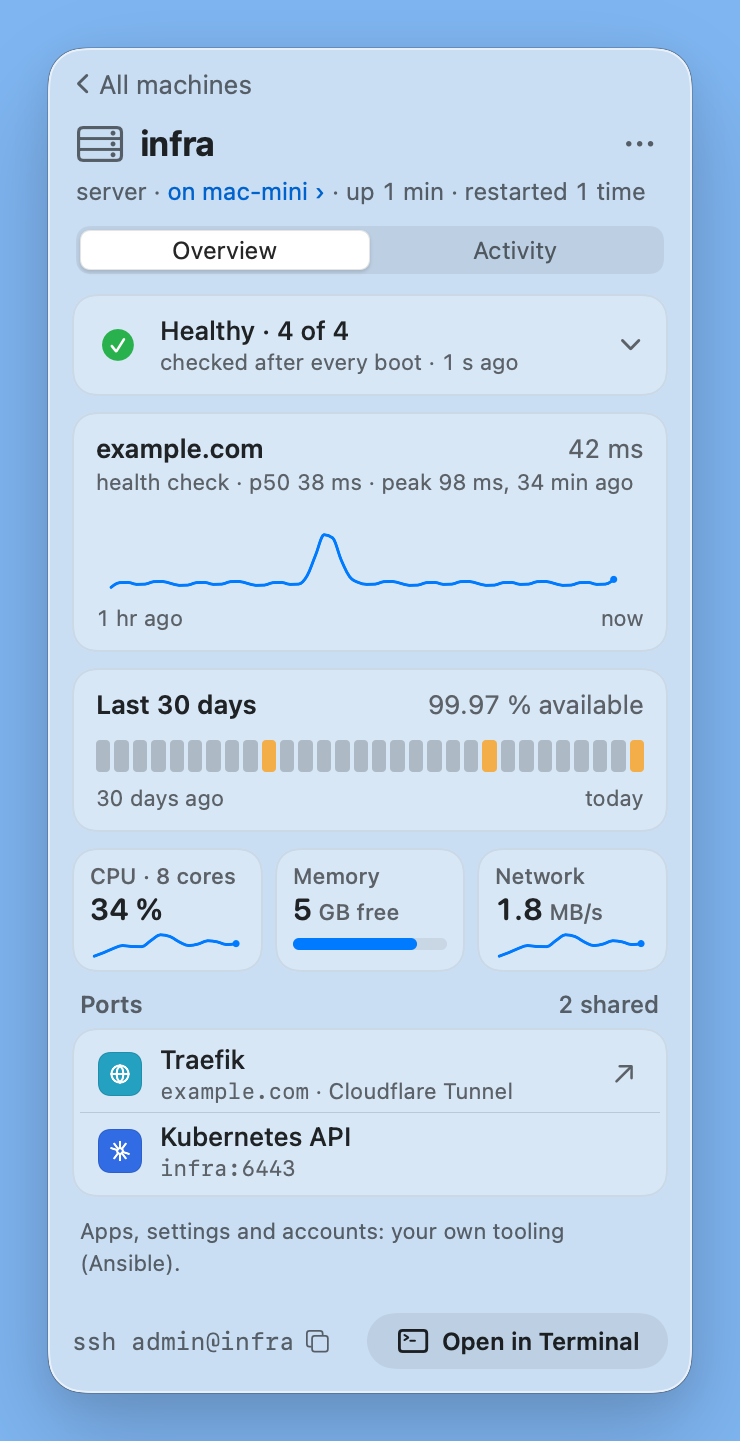 All machines
infra
server · on mac-mini › · up 1 min · restarted 1 time
Overview
Activity
Healthy · 4 of 4
checked after every boot · 1 s ago
example.com
42 ms
health check · p50 38 ms · peak 98 ms, 34 min ago
1 hr ago
now
Last 30 days
99.97 % available
30 days ago
today
CPU · 8 cores
34 %
Memory
5 GB free
Network
1.8 MB/s
Ports
2 shared
Traefik
example.com · Cloudflare Tunnel
Kubernetes API
infra:6443
Apps, settings and accounts: your own tooling
(Ansible).
ssh admin@infra
Open in Terminal